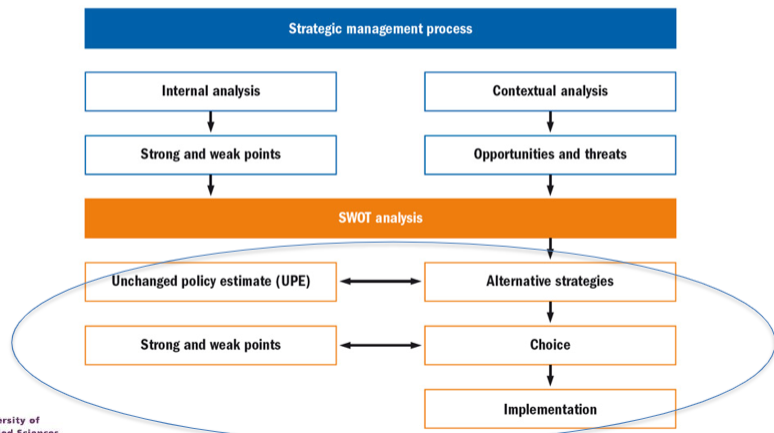 Strategic management process
Internal analysis
Contextual analysis
Strong and weak points
Opportunities and threats
SWOT analysis
Unchanged policy estimate (UPE)
Alternative strategies
Strong and weak points
Choice
Implementation
ersity of